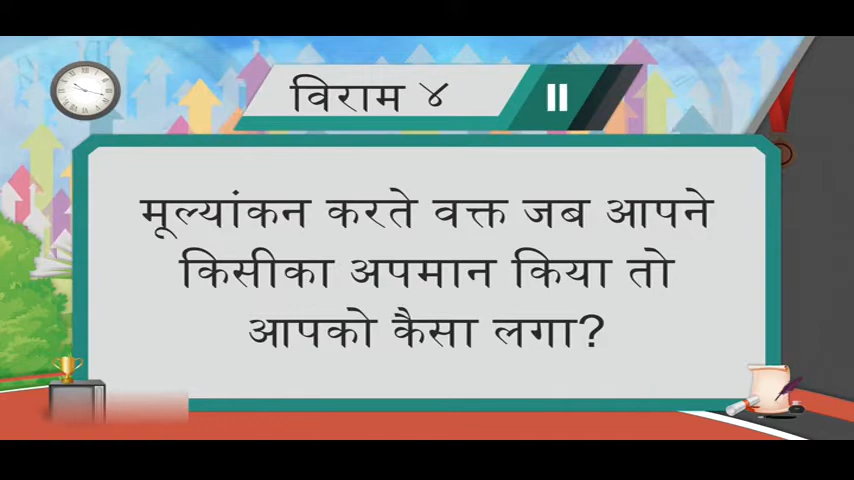 विराम ४
मूल्यांकन करते वक्त जब आपने
किसीका अपमान किया तो
आपको कैसा लगा?